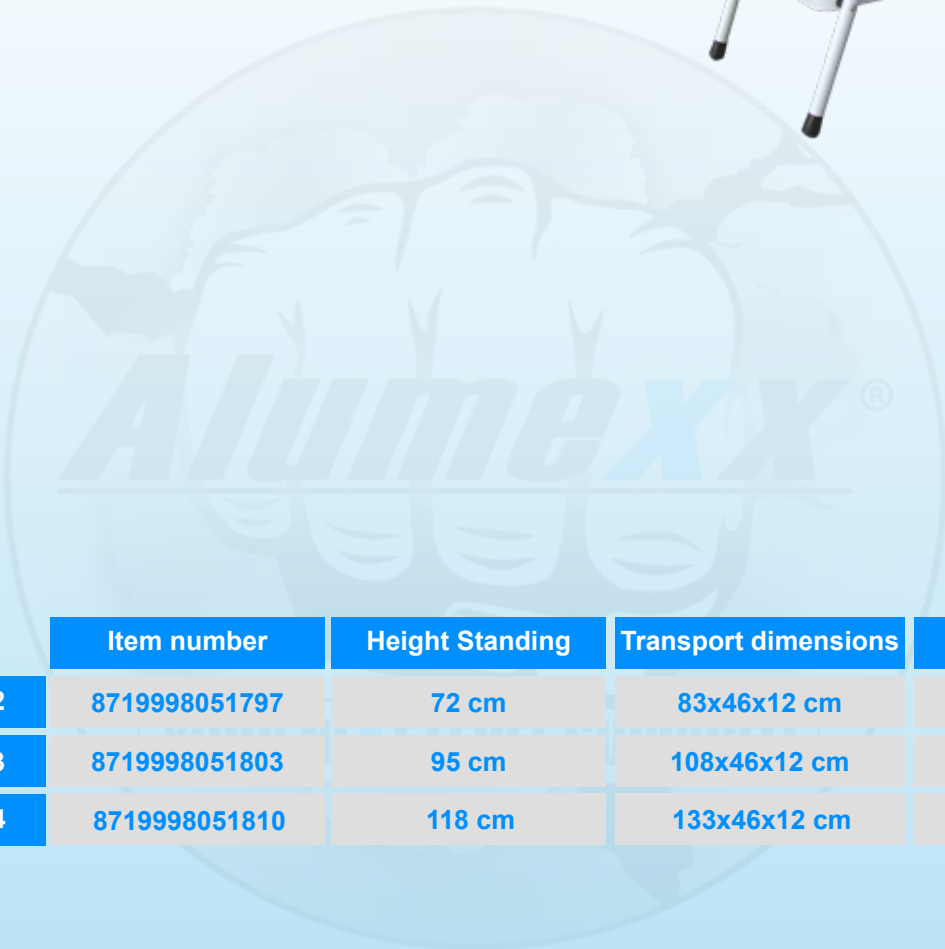 Alumexx ®
Item number Height Standing Transport dimensions
2 8719998051797 72 cm 83x46x12 cm
3 8719998051803 95 cm 108x46x12 cm
4 8719998051810 118 cm 133x46x12 cm